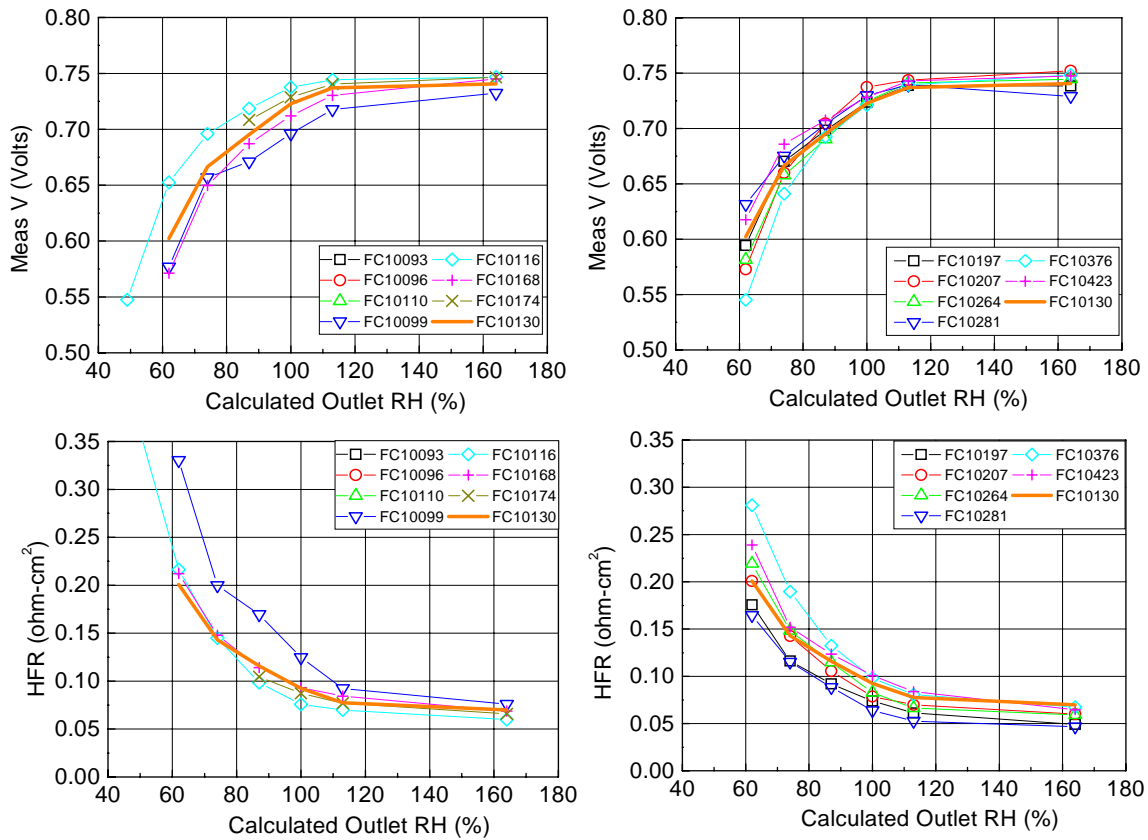 0.80
0.75
0.70
0.65
0.60
0.55
0.50
Meas V (Volts)
40 60 80 100 120 140 160 180
Calculated Outlet RH (%)
FC10093 FC10116
FC10096 FC10168
FC10110 FC10174
FC10099 FC10130
0.80
0.75
0.70
0.65
0.60
0.55
0.50
Meas V (Volts)
40 60 80 100 120 140 160 180
Calculated Outlet RH (%)
FC10197 FC10376
FC10207 FC10423
FC10264 FC10130
FC10281
0.35
0.30
0.25
0.20
0.15
0.10
0.05
0.00
HFR (ohm-cm²)
40 60 80 100 120 140 160 180
Calculated Outlet RH (%)
FC10093 FC10116
FC10096 FC10168
FC10110 FC10174
FC10099 FC10130
0.35
0.30
0.25
0.20
0.15
0.10
0.05
0.00
HFR (ohm-cm²)
40 60 80 100 120 140 160 180
Calculated Outlet RH (%)
FC10197 FC10376
FC10207 FC10423
FC10264 FC10130
FC10281